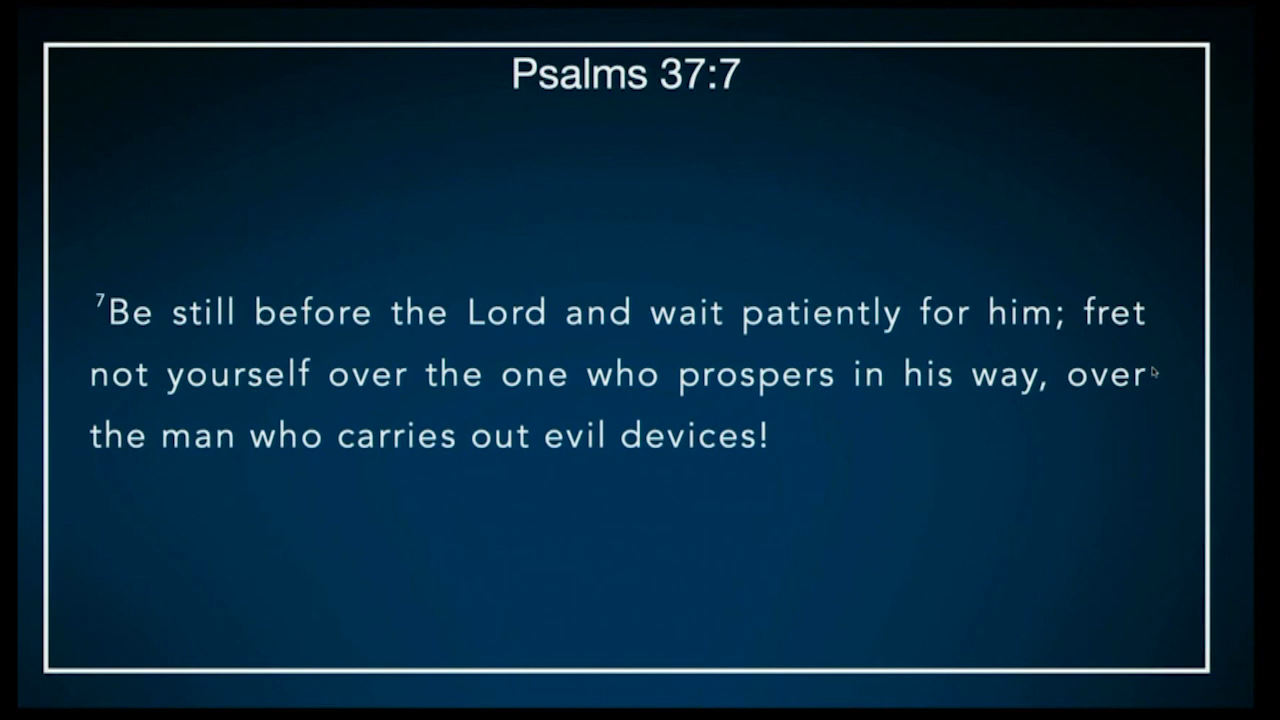 Psalms 37:7
⁷Be still before the Lord and wait patiently for him; fret
not yourself over the one who prospers in his way, over
the man who carries out evil devices!